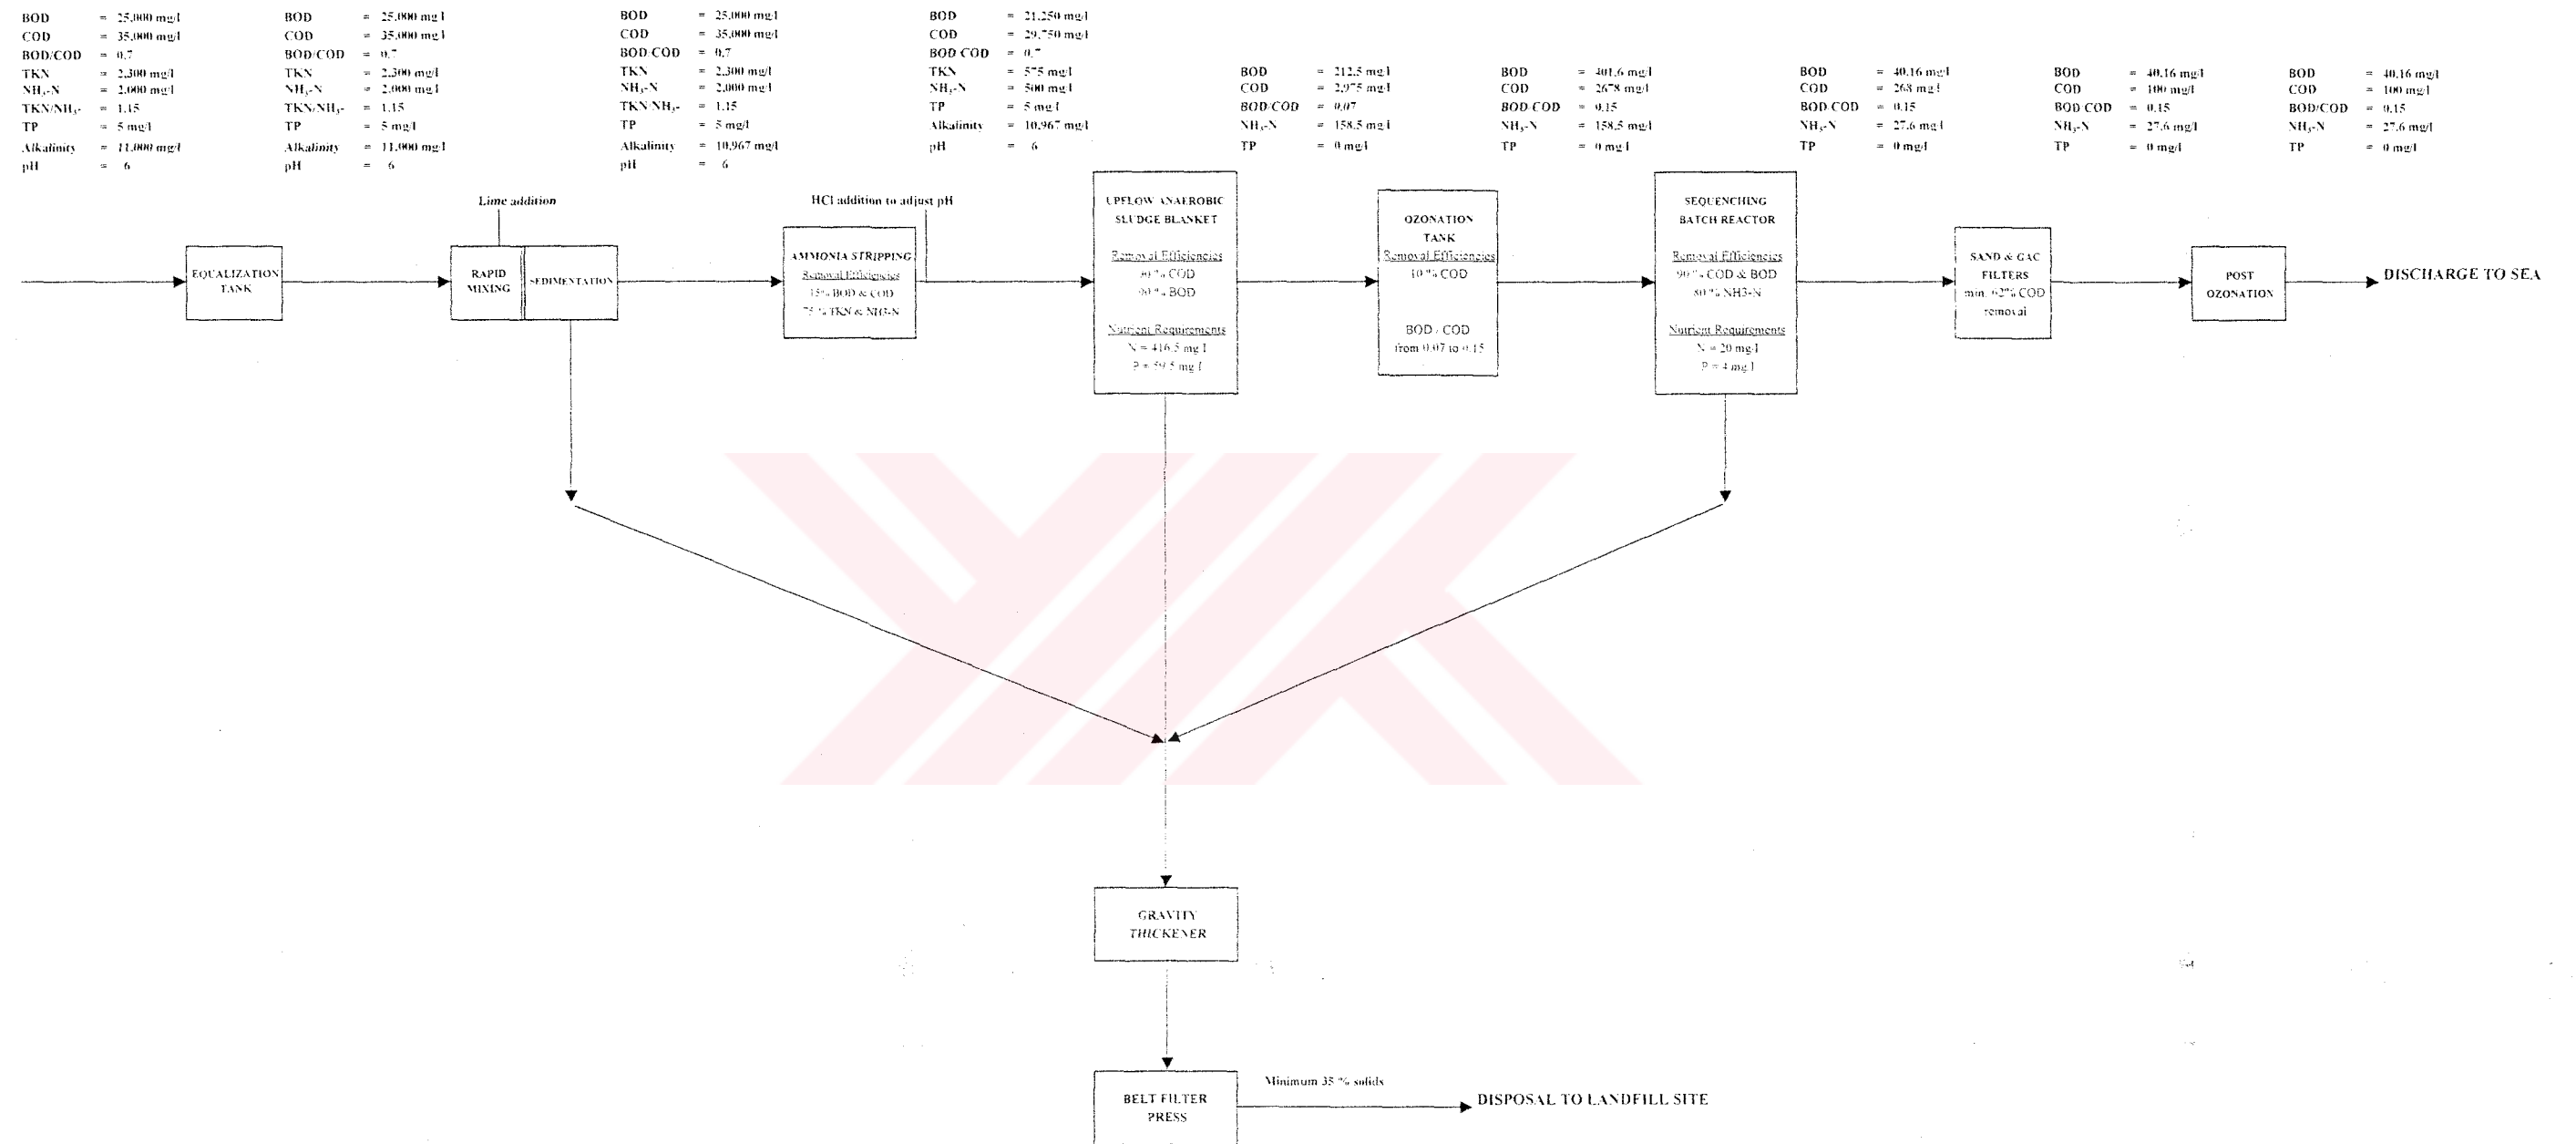 BOD = 25,000 mg/l
COD = 35,000 mg/l
BOD/COD = 0.7
TKN = 2,300 mg/l
NH₃-N = 2,000 mg/l
TKN/NH₃- = 1.15
TP = 5 mg/l
Alkalinity = 11,000 mg/l
pH = 6
BOD = 25,000 mg/l
COD = 35,000 mg/l
BOD/COD = 0.7
TKN = 2,300 mg/l
NH₃-N = 2,000 mg/l
TKN/NH₃- = 1.15
TP = 5 mg/l
Alkalinity = 11,000 mg/l
pH = 6
BOD = 25,000 mg/l
COD = 35,000 mg/l
BOD/COD = 0.7
TKN = 2,300 mg/l
NH₃-N = 2,000 mg/l
TKN/NH₃- = 1.15
TP = 5 mg/l
Alkalinity = 10,967 mg/l
pH = 6
BOD = 21,250 mg/l
COD = 29,750 mg/l
BOD/COD = 0.7
TKN = 575 mg/l
NH₃-N = 500 mg/l
TP = 5 mg/l
Alkalinity = 10,967 mg/l
pH = 6
BOD = 212.5 mg/l
COD = 2,975 mg/l
BOD/COD = 0.07
NH₃-N = 158.5 mg/l
TP = 0 mg/l
BOD = 401.6 mg/l
COD = 2678 mg/l
BOD/COD = 0.15
NH₃-N = 158.5 mg/l
TP = 0 mg/l
BOD = 40.16 mg/l
COD = 268 mg/l
BOD/COD = 0.15
NH₃-N = 27.6 mg/l
TP = 0 mg/l
BOD = 40.16 mg/l
COD = 100 mg/l
BOD/COD = 0.15
NH₃-N = 27.6 mg/l
TP = 0 mg/l
BOD = 40.16 mg/l
COD = 100 mg/l
BOD/COD = 0.15
NH₃-N = 27.6 mg/l
TP = 0 mg/l
Lime addition
HCl addition to adjust pH
EQUALIZATION
TANK
RAPID
MIXING
SEDIMENTATION
AMMONIA STRIPPING
Removal Efficiencies
15% BOD & COD
75 % TKN & NH3-N
UPFLOW ANAEROBIC
SLUDGE BLANKET
Removal Efficiencies
% COD
% BOD
Nutrient Requirements
N = 416.5 mg/l
P = 59.5 mg/l
OZONATION
TANK
Removal Efficiencies
10 % COD
BOD / COD
from 0.07 to 0.15
SEQUENCHING
BATCH REACTOR
Removal Efficiencies
90 % COD & BOD
80 % NH3-N
Nutrient Requirements
N = 20 mg/l
P = 4 mg/l
SAND & GAC
FILTERS
min. 62% COD
removal
POST
OZONATION
DISCHARGE TO SEA
GRAVITY
THICKENER
BELT FILTER
PRESS
Minimum 35 % solids
DISPOSAL TO LANDFILL SITE